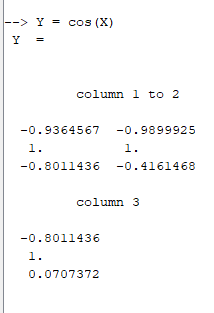 --> Y = cos(X)
Y =
column 1 to 2
-0.9364567 -0.9899925
1. 1.
-0.8011436 -0.4161468
column 3
-0.8011436
1.
0.0707372